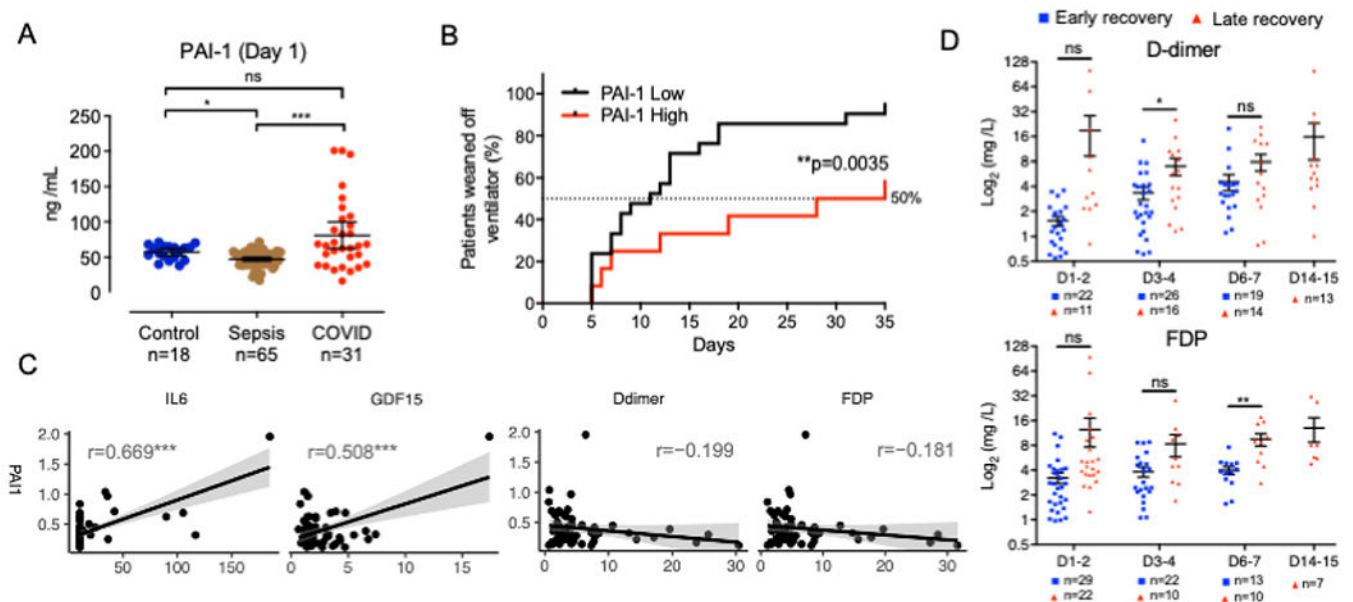 A
PAI-1 (Day 1)
ns
*
***
250
200
150
100
50
0
ng /mL
Control
n=18
Sepsis
n=65
COVID
n=31
B
PAI-1 Low
PAI-1 High
**p=0.0035
50%
100
80
60
40
20
0
Patients weaned off
ventilator (%)
0 5 10 15 20 25 30 35
Days
C
IL6
r=0.669***
GDF15
r=0.508***
Ddimer
r=−0.199
FDP
r=−0.181
PAI1
2.0
1.5
1.0
0.5
50 100 150
0 5 10 15
0 10 20 30
0 10 20 30
D
Early recovery
Late recovery
D-dimer
ns
*
ns
128
64
32
16
8
4
2
1
0.5
Log2 (mg /L)
D1-2 D3-4 D6-7 D14-15
n=22 n=26 n=19 n=13
n=11 n=16 n=14
FDP
ns
ns
**
128
64
32
16
8
4
2
1
0.5
Log2 (mg /L)
D1-2 D3-4 D6-7 D14-15
n=29 n=22 n=13 n=7
n=22 n=10 n=10